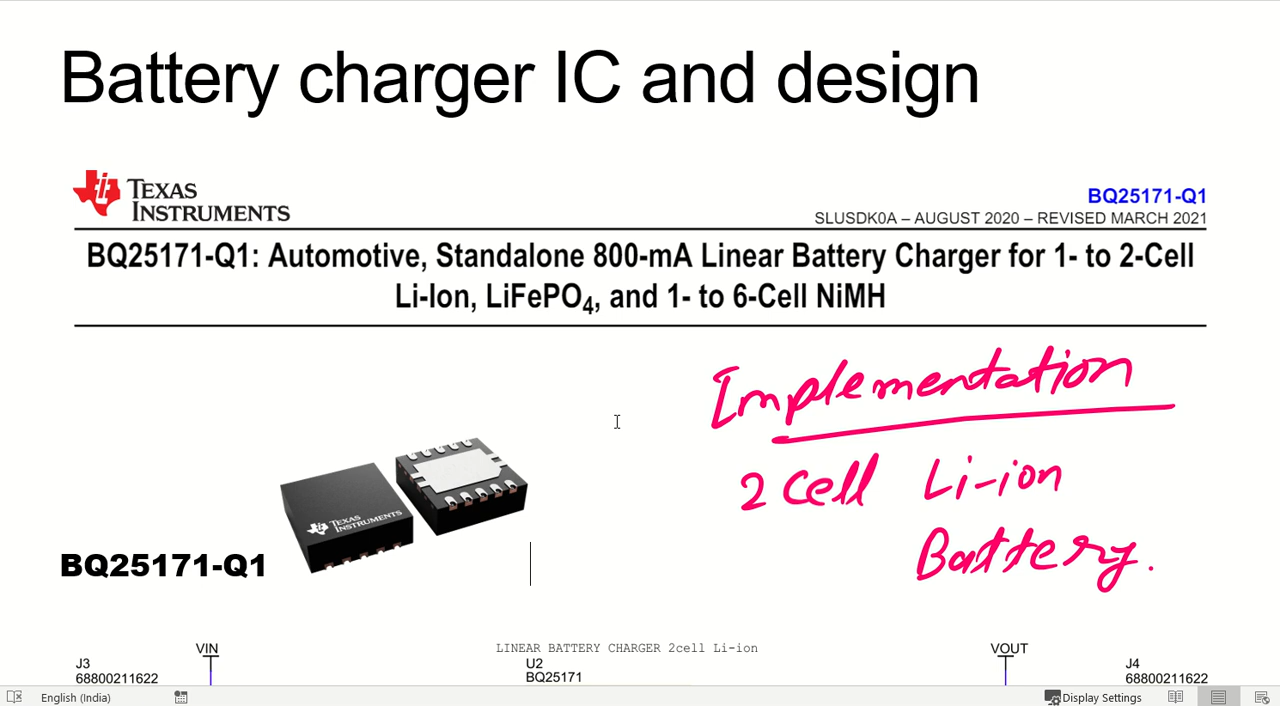 Battery charger IC and design
TEXAS
INSTRUMENTS
BQ25171-Q1
SLUSDK0A – AUGUST 2020 – REVISED MARCH 2021
BQ25171-Q1: Automotive, Standalone 800-mA Linear Battery Charger for 1- to 2-Cell
Li-Ion, LiFePO4, and 1- to 6-Cell NiMH
Implementation
2 Cell Li-ion
Battery.
TEXAS
INSTRUMENTS
BQ25171-Q1
VIN
LINEAR BATTERY CHARGER 2cell Li-ion
VOUT
J3
68800211622
U2
BQ25171
J4
68800211622
English (India)
Display Settings